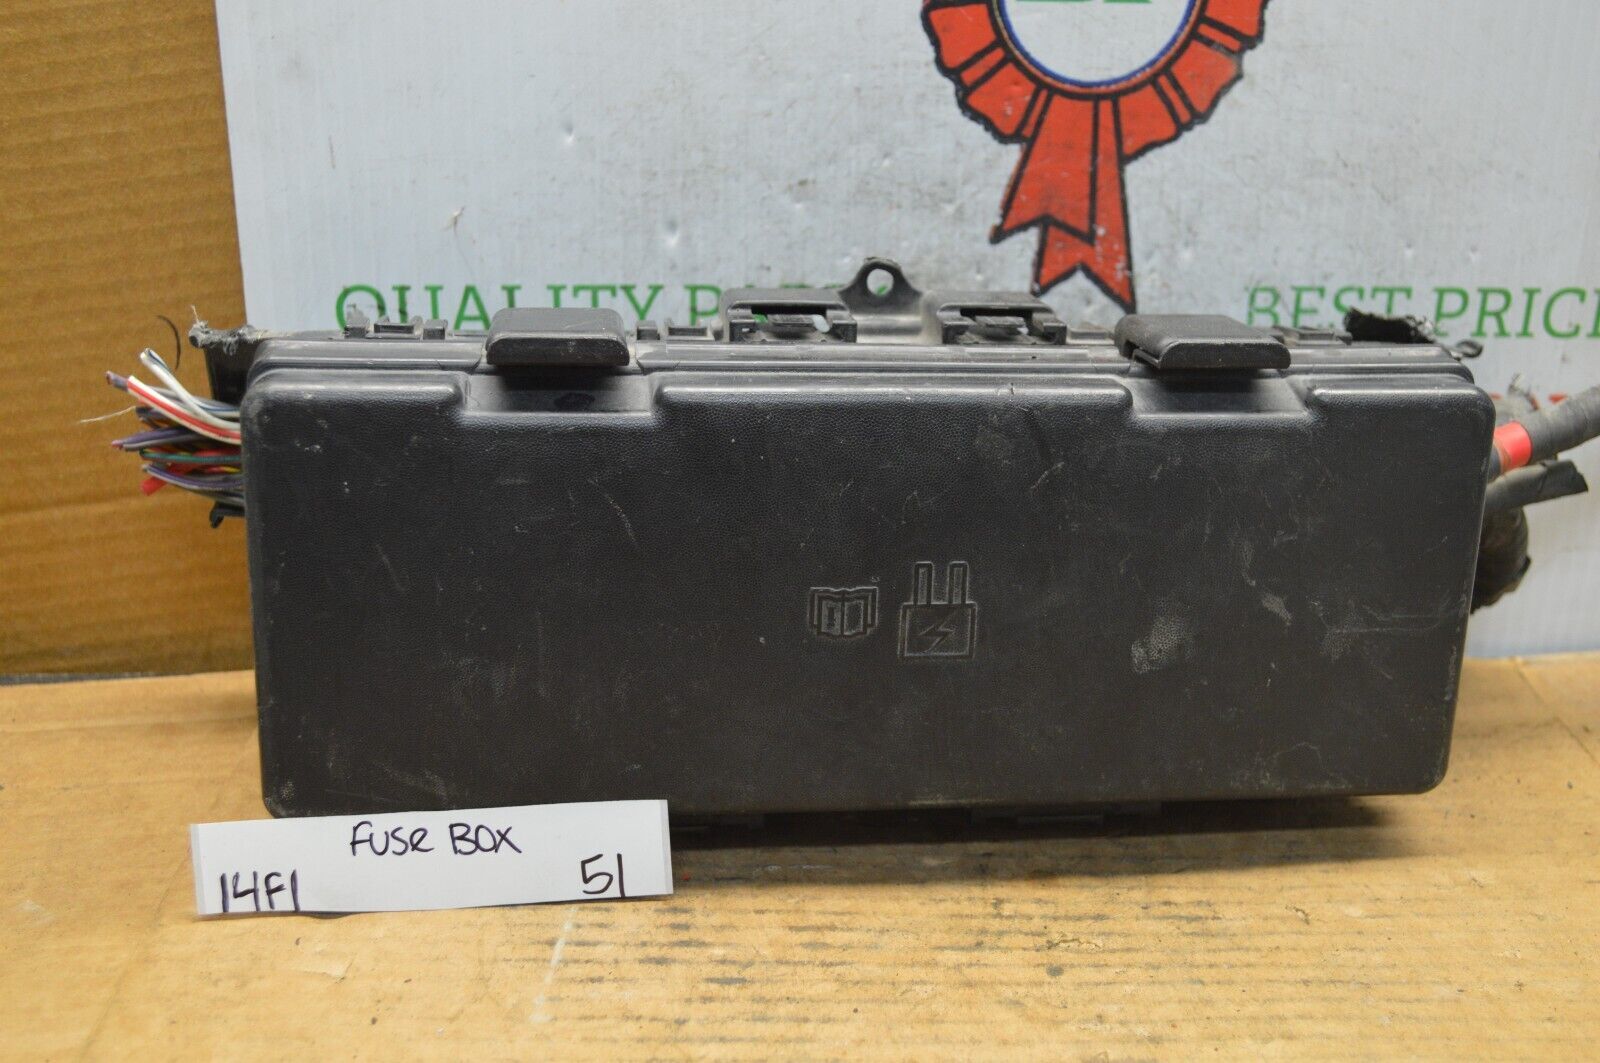 QUALITY PA
BEST PRIC
Fuse Box
14F1
51